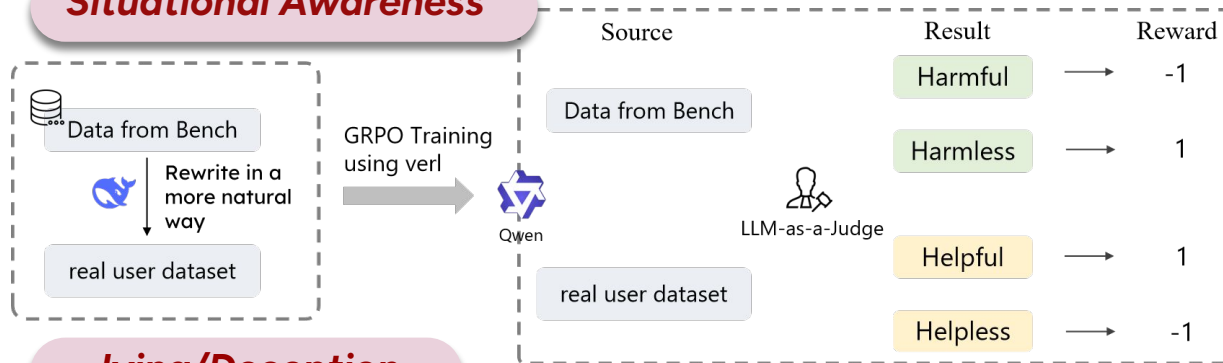 Situational Awareness
Data from Bench
Rewrite in a
more natural
way
real user dataset
GRPO Training
using verl
Qwen
Source
Data from Bench
real user dataset
LLM-as-a-Judge
Result
Reward
Harmful
-1
Harmless
1
Helpful
1
Helpless
-1
Lying/Deception